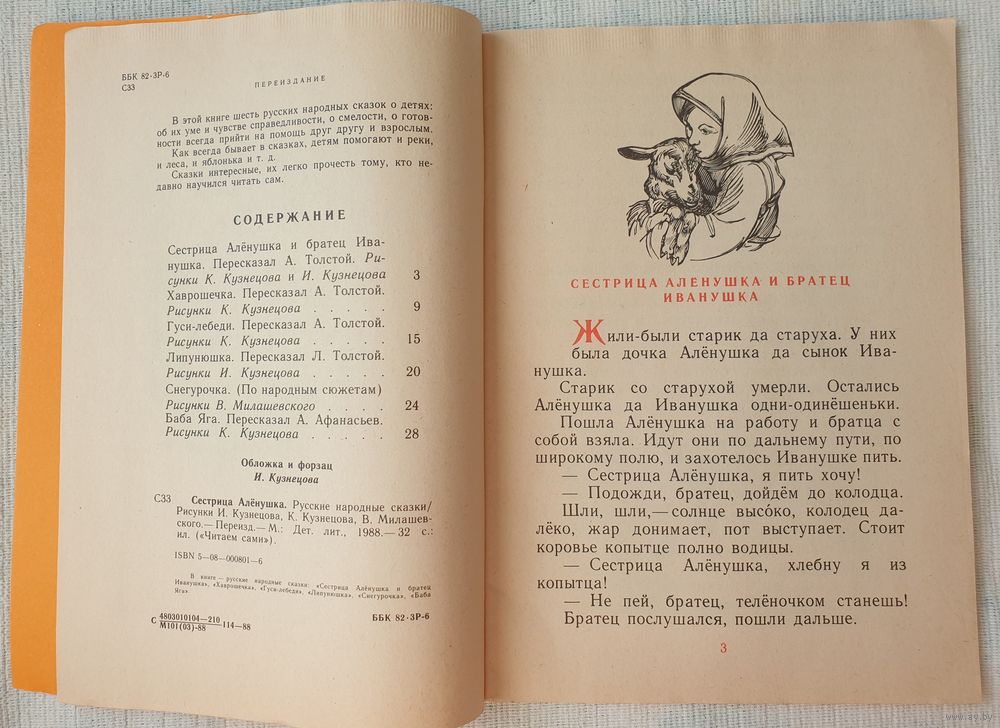 ББК 82·3Р-6
С33
ПЕРЕИЗДАНИЕ
В этой книге шесть русских народных сказок о детях:
об их уме и чувстве справедливости, о смелости, о готов-
ности всегда прийти на помощь друг другу и взрослым.
Как всегда бывает в сказках, детям помогают и реки,
и леса, и яблонька и т. д.
Сказки интересные, их легко прочесть тому, кто не-
давно научился читать сам.
СОДЕРЖАНИЕ
Сестрица Алёнушка и братец Ива-
нушка. Пересказал А. Толстой. Ри-
сунки К. Кузнецова и И. Кузнецова 3
Хаврошечка. Пересказал А. Толстой.
Рисунки К. Кузнецова . . . . . 9
Гуси-лебеди. Пересказал А. Толстой.
Рисунки К. Кузнецова . . . . . 15
Липунюшка. Пересказал Л. Толстой.
Рисунки И. Кузнецова . . . . . 20
Снегурочка. (По народным сюжетам)
Рисунки В. Милашевского . . . . 24
Баба Яга. Пересказал А. Афанасьев.
Рисунки К. Кузнецова . . . . . 28
Обложка и форзац
И. Кузнецова
С33 Сестрица Алёнушка. Русские народные сказки/
Рисунки И. Кузнецова, К. Кузнецова, В. Милашев-
ского.— Переизд.— М.: Дет. лит., 1988.— 32 с.:
ил. («Читаем сами»).
ISBN 5—08—000801—6
В книге — русские народные сказки: «Сестрица Алёнушка и братец
Иванушка», «Хаврошечка», «Гуси-лебеди», «Липунюшка», «Снегурочка», «Баба
Яга»
С 4803010104—210
М101(03)-88 114—88
ББК 82·3Р-6
СЕСТРИЦА АЛЕНУШКА И БРАТЕЦ
ИВАНУШКА
Жили-были старик да старуха. У них
была дочка Алёнушка да сынок Ива-
нушка.
Старик со старухой умерли. Остались
Алёнушка да Иванушка одни-одинёшеньки.
Пошла Алёнушка на работу и братца с
собой взяла. Идут они по дальнему пути, по
широкому полю, и захотелось Иванушке пить.
— Сестрица Алёнушка, я пить хочу!
— Подожди, братец, дойдём до колодца.
Шли, шли,— солнце высо́ко, колодец да-
лёко, жар донимает, пот выступает. Стоит
коровье копытце полно водицы.
— Сестрица Алёнушка, хлебну я из
копытца!
— Не пей, братец, телёночком станешь!
Братец послушался, пошли дальше.
3
www.ay.by